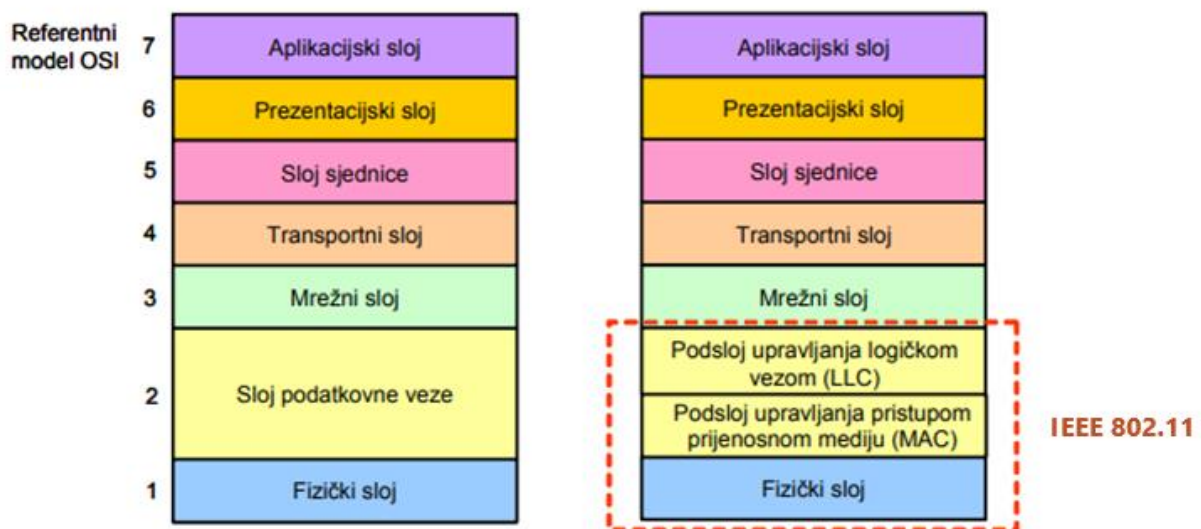 Referentni
model OSI
7
Aplikacijski sloj
Aplikacijski sloj
6
Prezentacijski sloj
Prezentacijski sloj
5
Sloj sjednice
Sloj sjednice
4
Transportni sloj
Transportni sloj
3
Mrežni sloj
Mrežni sloj
2
Sloj podatkovne veze
Podsloj upravljanja logičkom
vezom (LLC)
Podsloj upravljanja pristupom
prijenosnom mediju (MAC)
IEEE 802.11
1
Fizički sloj
Fizički sloj